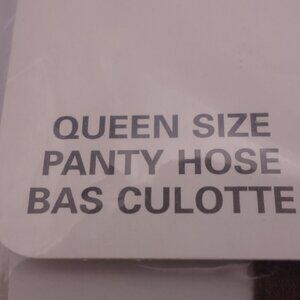 QUEEN SIZE
PANTY HOSE
BAS CULOTTE